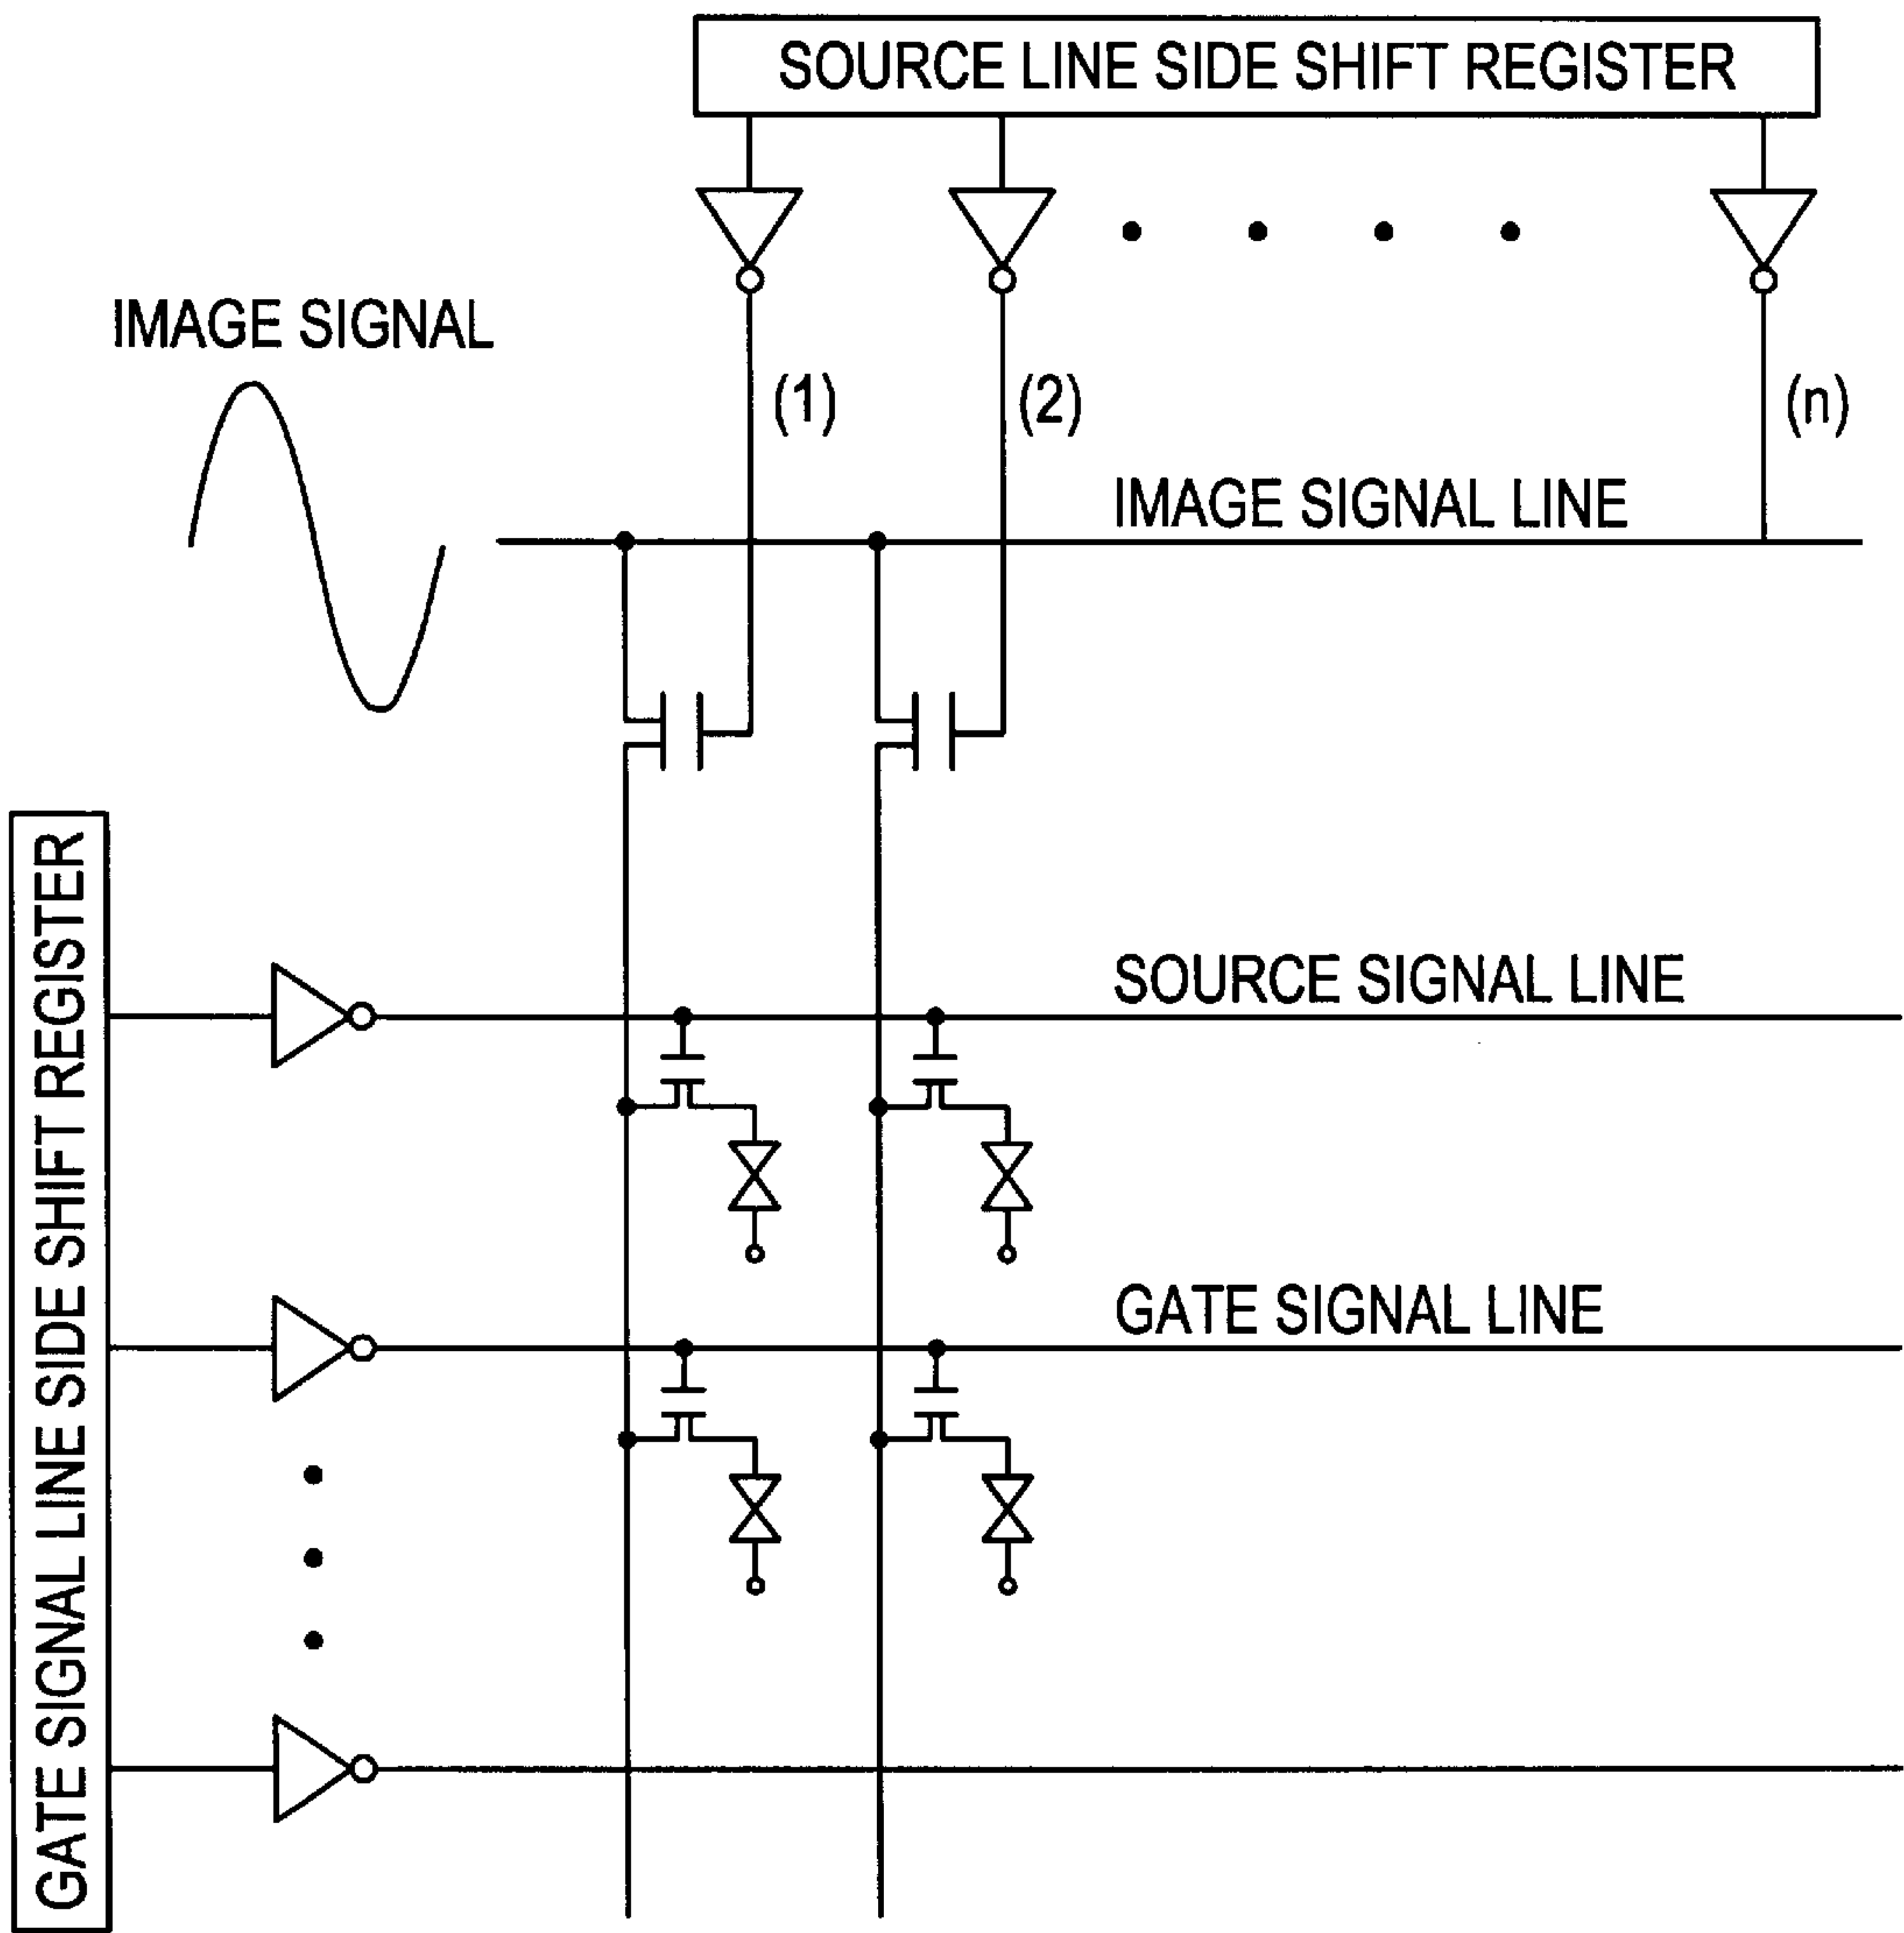 SOURCE LINE SIDE SHIFT REGISTER
IMAGE SIGNAL
(1)
(2)
(n)
IMAGE SIGNAL LINE
GATE SIGNAL LINE SIDE SHIFT REGISTER
SOURCE SIGNAL LINE
GATE SIGNAL LINE